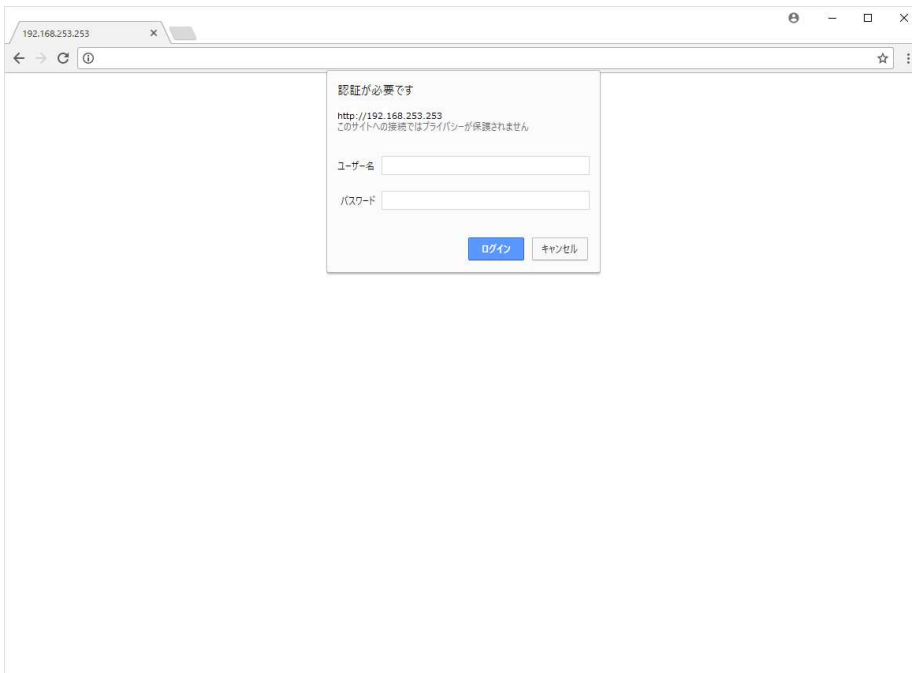 192.168.253.253
認証が必要です
http://192.168.253.253
このサイトへの接続ではプライバシーが保護されません
ユーザー名
パスワード
ログイン
キャンセル